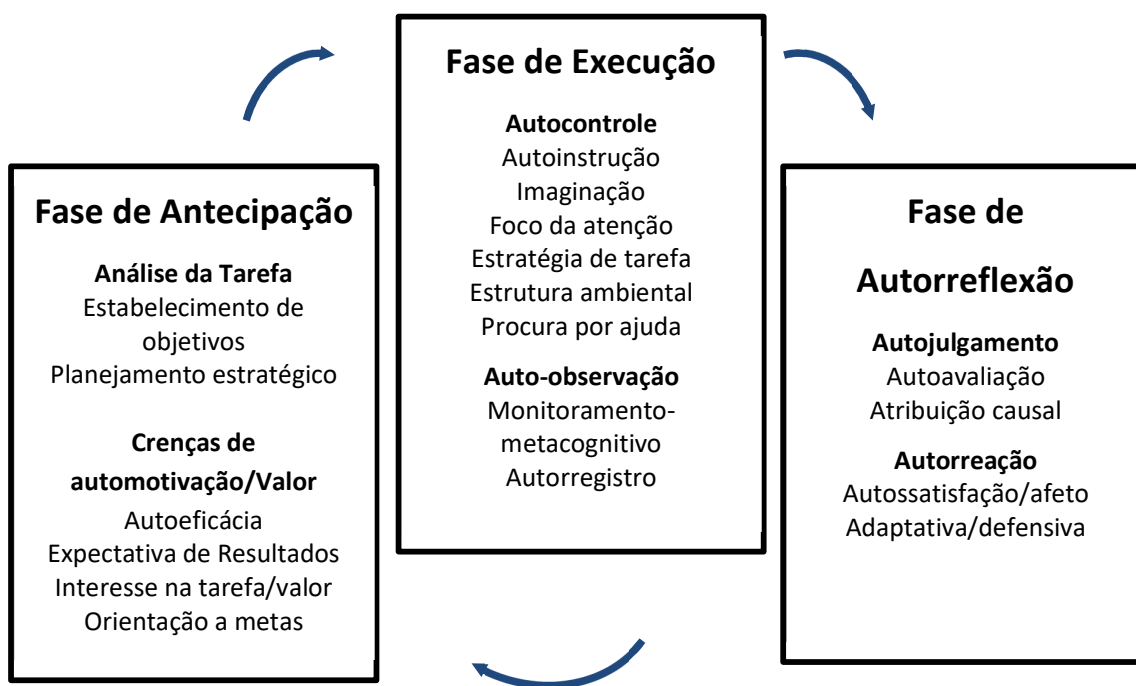 Fase de Antecipação
Análise da Tarefa
Estabelecimento de
objetivos
Planejamento estratégico
Crenças de
automotivação/Valor
Autoeficácia
Expectativa de Resultados
Interesse na tarefa/valor
Orientação a metas
Fase de Execução
Autocontrole
Autoinstrução
Imaginação
Foco da atenção
Estratégia de tarefa
Estrutura ambiental
Procura por ajuda
Auto-observação
Monitoramento-
metacognitivo
Autorregistro
Fase de
Autorreflexão
Autojulgamento
Autoavaliação
Atribuição causal
Autorreação
Autossatisfação/afeto
Adaptativa/defensiva